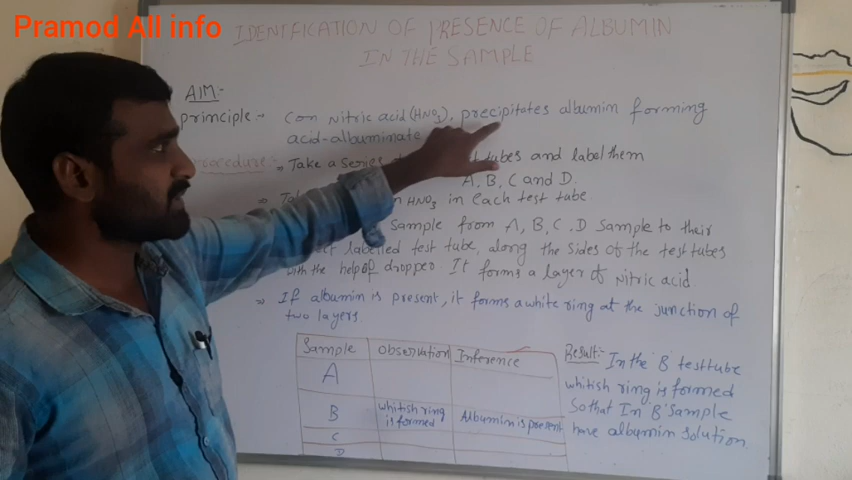 Pramod All info
IDENTIFICATION OF PRESENCE OF ALBUMIN
IN THE SAMPLE
AIM:-
principle:- Con Nitric acid (HNO3), precipitates albumin forming
acid-albuminate
procedure:- Take a series tubes and label them
A, B, C and D.
HNO3 in each test tube
sample from A, B, C, D sample to their
labelled test tube, along the sides of the test tubes
with the help of dropper. It forms a layer of Nitric acid
If albumin is present, it forms a white ring at the junction of
two layers
Sample Observation Inference
A
B whitish ring is formed Albumin is present
C
D
Result:- In the B testtube
whitish ring is formed
So that In B' Sample
have albumin solution.